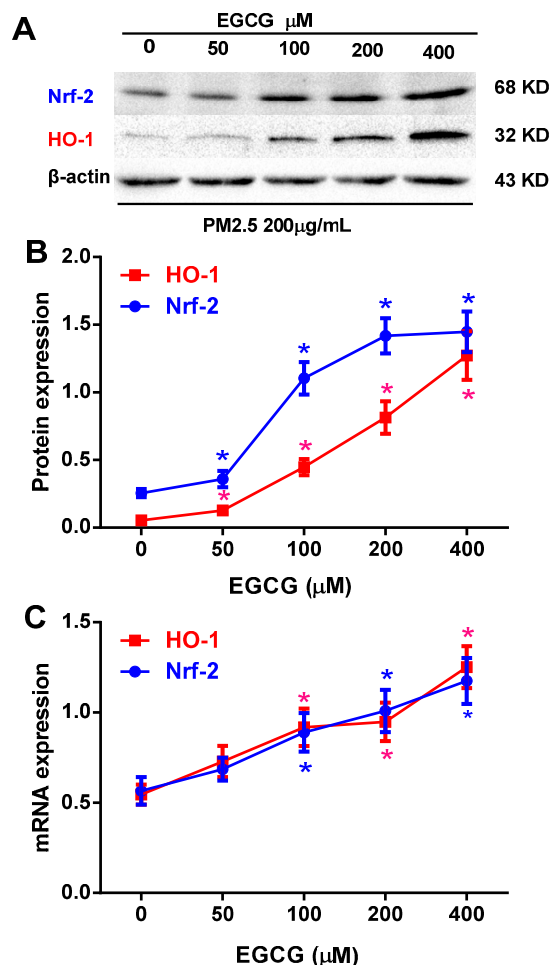 A
EGCG μM
0 50 100 200 400
Nrf-2 68 KD
HO-1 32 KD
β-actin 43 KD
PM2.5 200μg/mL
B
2.0
1.5
1.0
0.5
0.0
Protein expression
HO-1
Nrf-2
* * * *
* * * *
0 50 100 200 400
EGCG (μM)
C
1.5
1.0
0.5
0.0
mRNA expression
HO-1
Nrf-2
* * *
* * *
0 50 100 200 400
EGCG (μM)